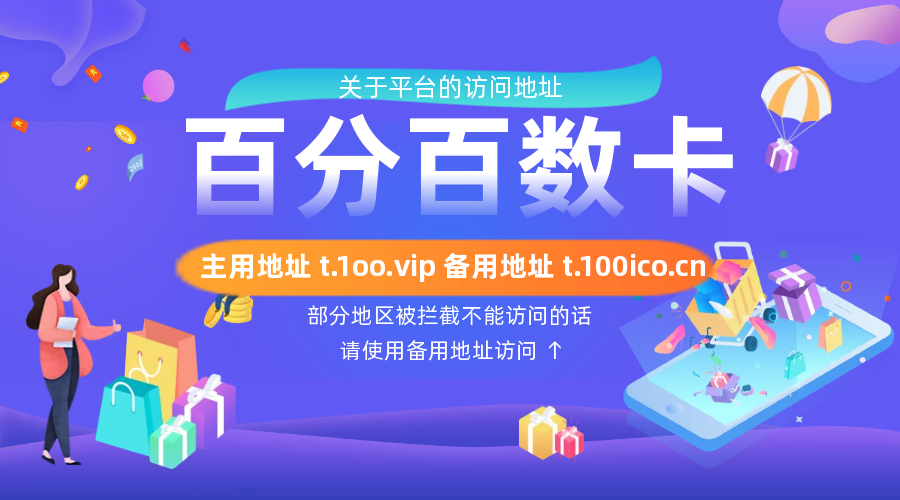 关于平台的访问地址
百分百数卡
主用地址 t.1oo.vip 备用地址 t.100ico.cn
部分地区被拦截不能访问的话
请使用备用地址访问 ↑